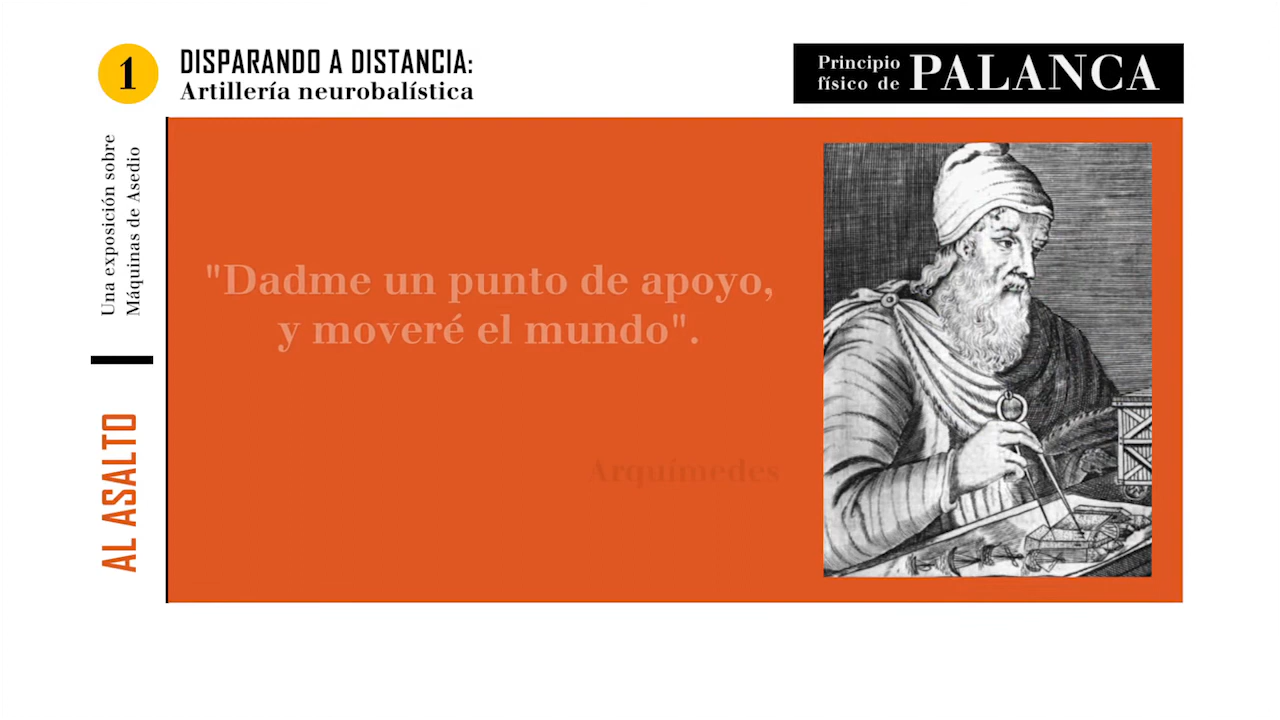 1
DISPARANDO A DISTANCIA:
Artillería neurobalística
Principio
físico de
PALANCA
Una exposición sobre
Máquinas de Asedio
AL ASALTO
"Dadme un punto de apoyo,
y moveré el mundo".
Arquímedes